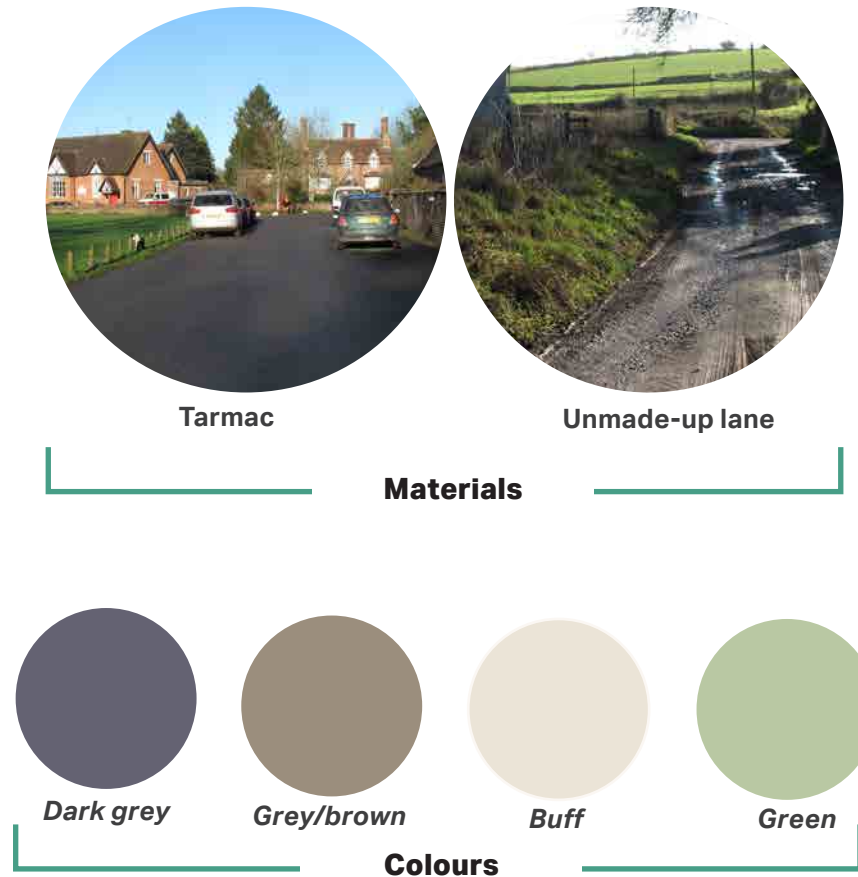 Tarmac
Unmade-up lane
Materials
Dark grey
Grey/brown
Buff
Green
Colours